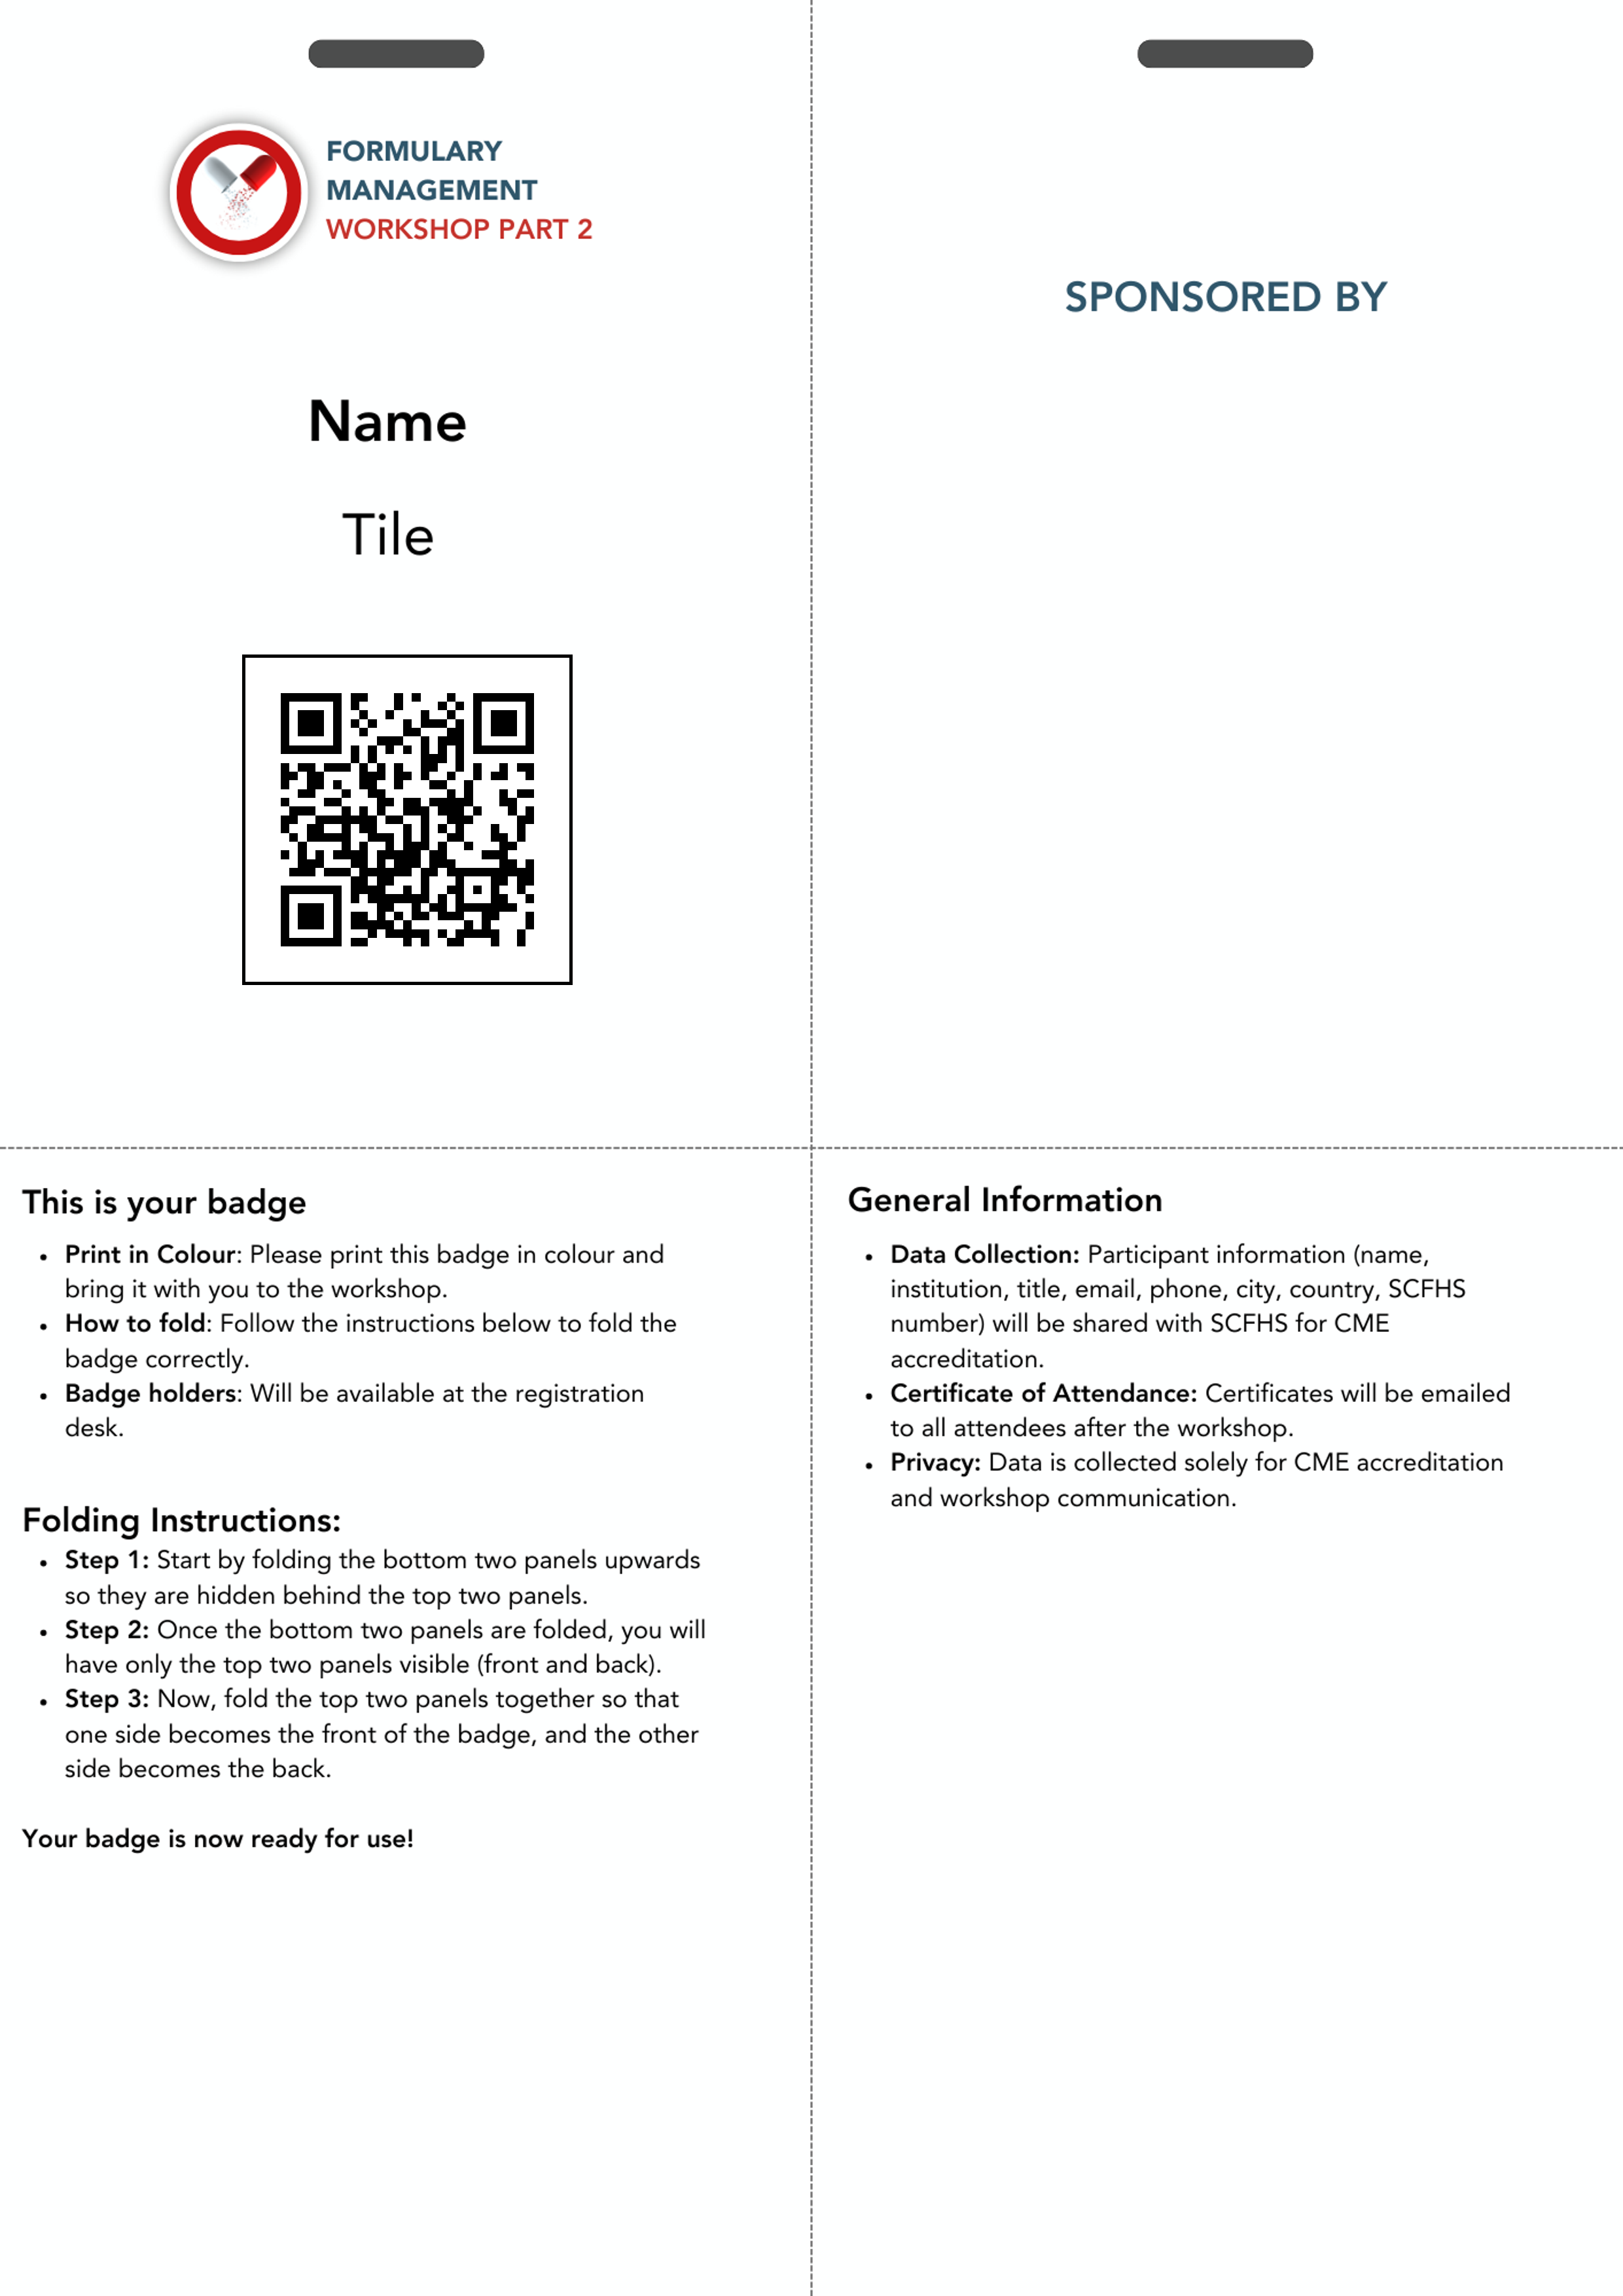 FORMULARY
MANAGEMENT
WORKSHOP PART 2
Name
Tile
SPONSORED BY
This is your badge
• Print in Colour: Please print this badge in colour and
bring it with you to the workshop.
• How to fold: Follow the instructions below to fold the
badge correctly.
• Badge holders: Will be available at the registration
desk.
Folding Instructions:
• Step 1: Start by folding the bottom two panels upwards
so they are hidden behind the top two panels.
• Step 2: Once the bottom two panels are folded, you will
have only the top two panels visible (front and back).
• Step 3: Now, fold the top two panels together so that
one side becomes the front of the badge, and the other
side becomes the back.
Your badge is now ready for use!
General Information
• Data Collection: Participant information (name,
institution, title, email, phone, city, country, SCFHS
number) will be shared with SCFHS for CME
accreditation.
• Certificate of Attendance: Certificates will be emailed
to all attendees after the workshop.
• Privacy: Data is collected solely for CME accreditation
and workshop communication.